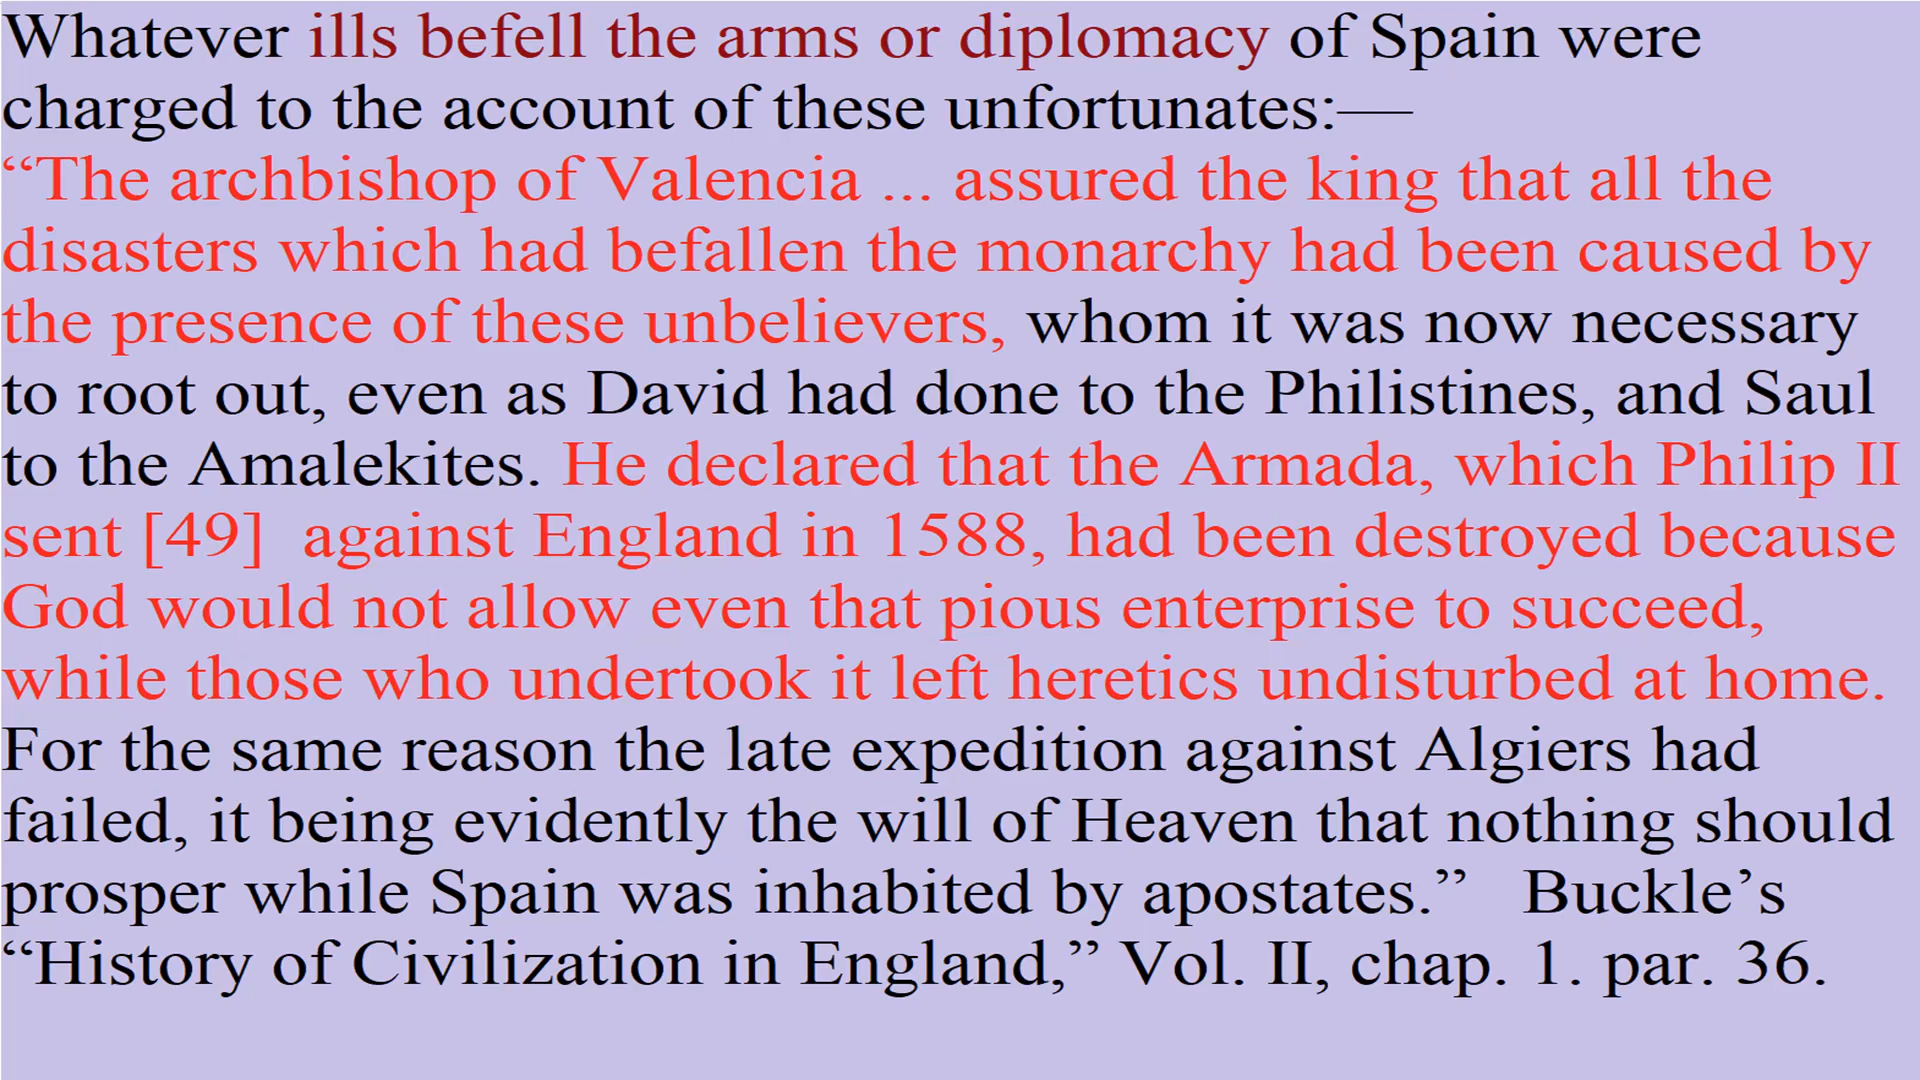 Whatever ills befell the arms or diplomacy of Spain were
charged to the account of these unfortunates:—
“The archbishop of Valencia ... assured the king that all the
disasters which had befallen the monarchy had been caused by
the presence of these unbelievers, whom it was now necessary
to root out, even as David had done to the Philistines, and Saul
to the Amalekites. He declared that the Armada, which Philip II
sent [49]  against England in 1588, had been destroyed because
God would not allow even that pious enterprise to succeed,
while those who undertook it left heretics undisturbed at home.
For the same reason the late expedition against Algiers had
failed, it being evidently the will of Heaven that nothing should
prosper while Spain was inhabited by apostates.”   Buckle’s
“History of Civilization in England,” Vol. II, chap. 1. par. 36.